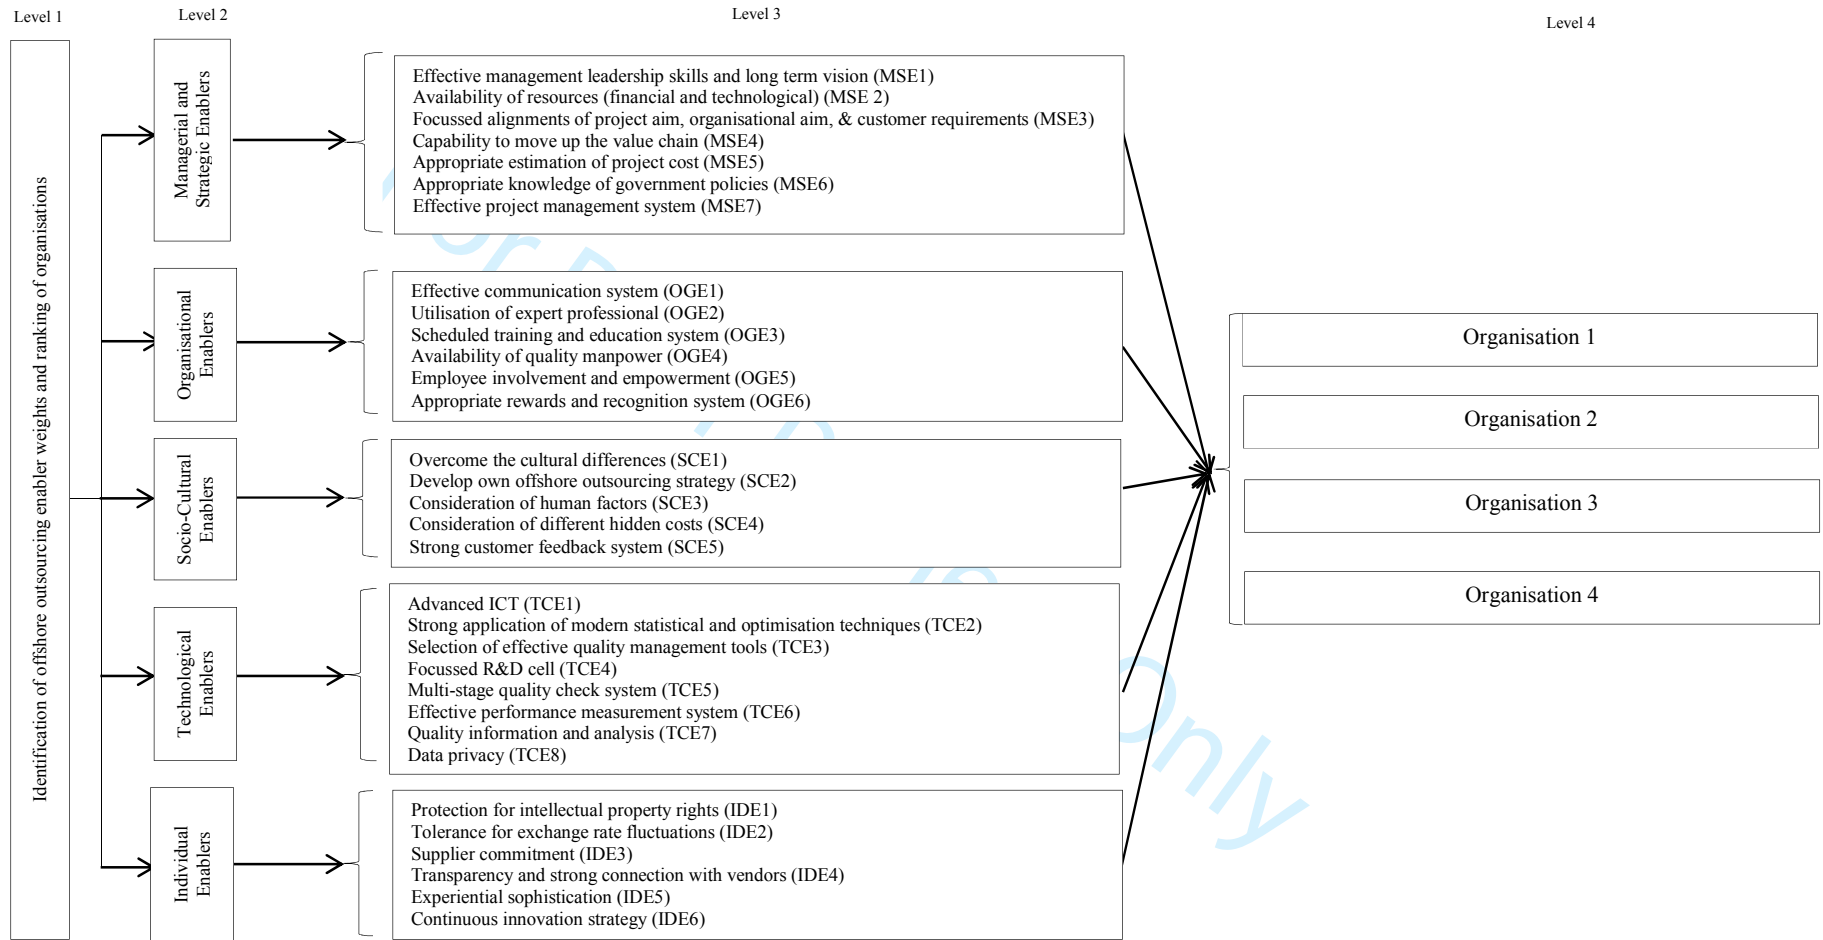 Level 1
Level 2
Level 3
Level 4
Identification of offshore outsourcing enabler weights and ranking of organisations
Managerial and
Strategic Enablers
Effective management leadership skills and long term vision (MSE1)
Availability of resources (financial and technological) (MSE 2)
Focussed alignments of project aim, organisational aim, & customer requirements (MSE3)
Capability to move up the value chain (MSE4)
Appropriate estimation of project cost (MSE5)
Appropriate knowledge of government policies (MSE6)
Effective project management system (MSE7)
Organisational
Enablers
Effective communication system (OGE1)
Utilisation of expert professional (OGE2)
Scheduled training and education system (OGE3)
Availability of quality manpower (OGE4)
Employee involvement and empowerment (OGE5)
Appropriate rewards and recognition system (OGE6)
Socio-Cultural
Enablers
Overcome the cultural differences (SCE1)
Develop own offshore outsourcing strategy (SCE2)
Consideration of human factors (SCE3)
Consideration of different hidden costs (SCE4)
Strong customer feedback system (SCE5)
Technological
Enablers
Advanced ICT (TCE1)
Strong application of modern statistical and optimisation techniques (TCE2)
Selection of effective quality management tools (TCE3)
Focussed R&D cell (TCE4)
Multi-stage quality check system (TCE5)
Effective performance measurement system (TCE6)
Quality information and analysis (TCE7)
Data privacy (TCE8)
Individual
Enablers
Protection for intellectual property rights (IDE1)
Tolerance for exchange rate fluctuations (IDE2)
Supplier commitment (IDE3)
Transparency and strong connection with vendors (IDE4)
Experiential sophistication (IDE5)
Continuous innovation strategy (IDE6)
Organisation 1
Organisation 2
Organisation 3
Organisation 4
Only